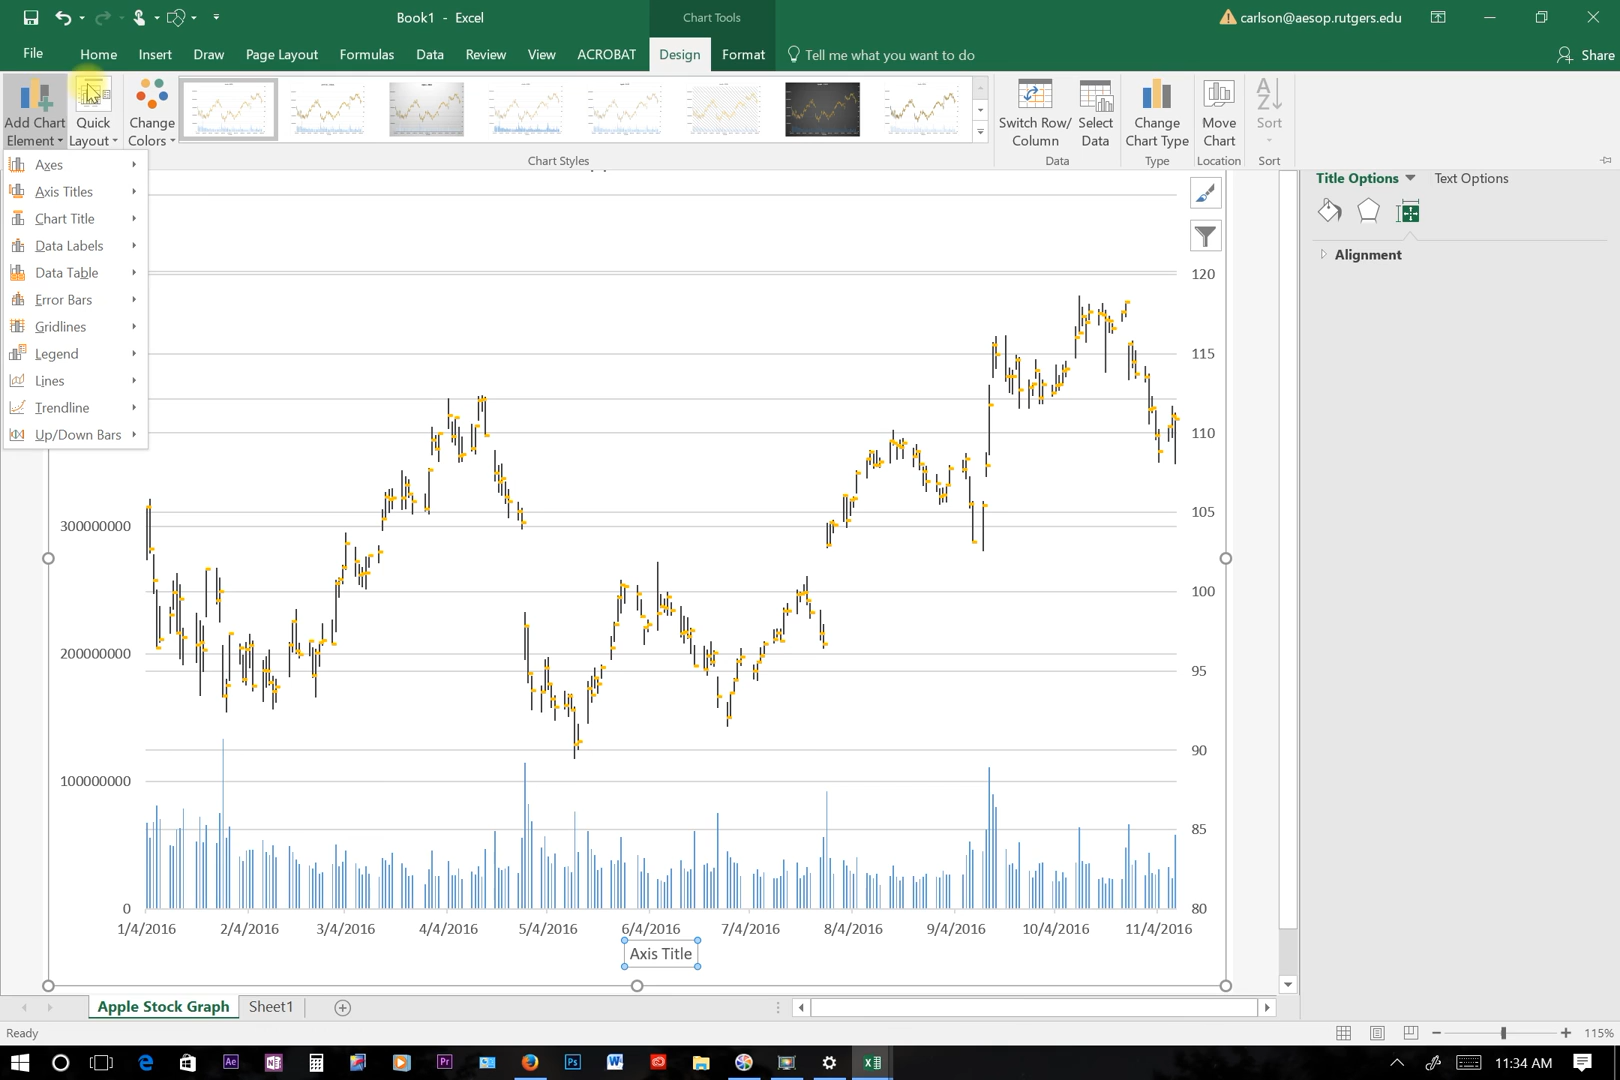 Book1 - Excel
Chart Tools
carlson@aesop.rutgers.edu
File Home Insert Draw Page Layout Formulas Data Review View ACROBAT Design Format Tell me what you want to do Share
Add Chart Element
Quick Layout
Change Colors
Chart Styles
Switch Row/ Column
Select Data
Data
Change Chart Type
Type
Move Chart
Location
Sort
Sort
Axes
Axis Titles
Chart Title
Data Labels
Data Table
Error Bars
Gridlines
Legend
Lines
Trendline
Up/Down Bars
Title Options Text Options
Alignment
300000000
200000000
100000000
0
120
115
110
105
100
95
90
85
80
1/4/2016 2/4/2016 3/4/2016 4/4/2016 5/4/2016 6/4/2016 7/4/2016 8/4/2016 9/4/2016 10/4/2016 11/4/2016
Axis Title
Apple Stock Graph Sheet1
Ready
115%
Ae Pr Ps
11:34 AM